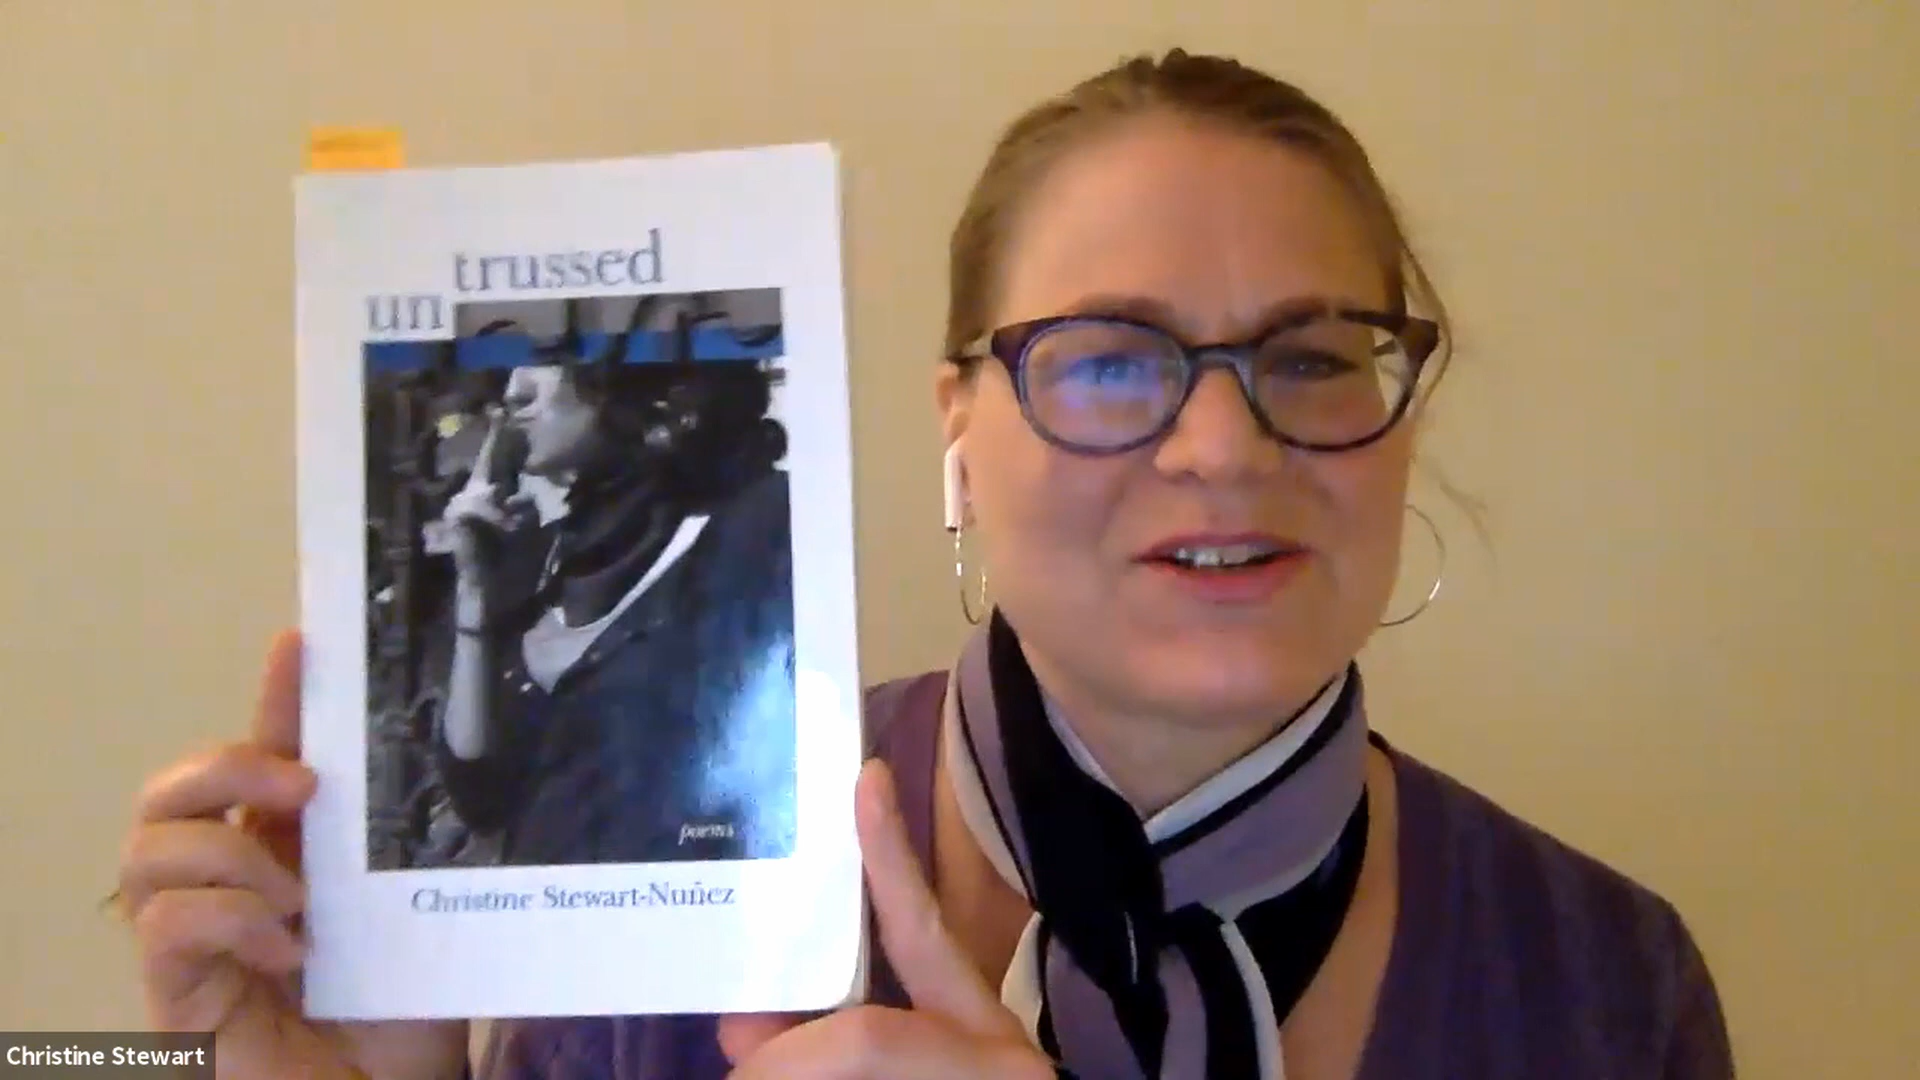 trussed
un
poems
Christine Stewart-Nuñez
Christine Stewart